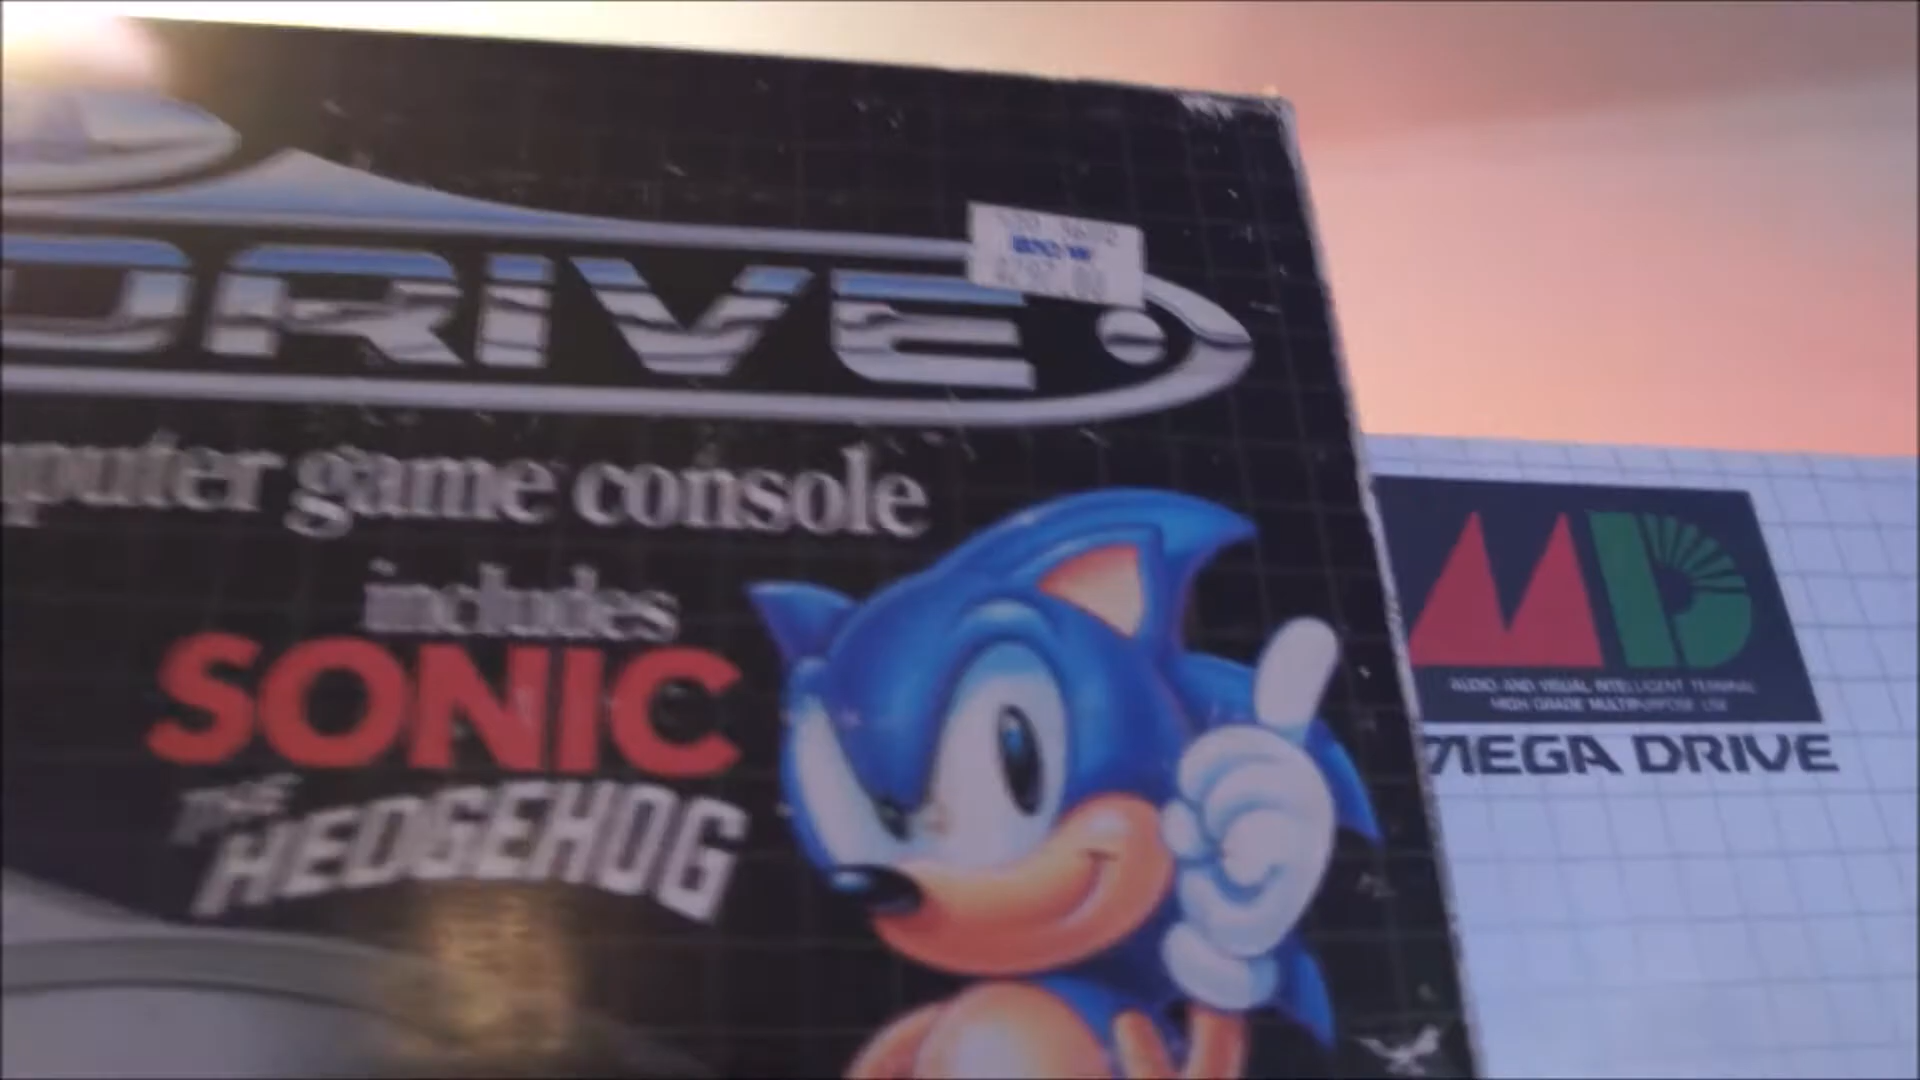 DRIVE
puter game console
includes
SONIC
THE
HEDGEHOG
MD
AUDIO AND VISUAL INTELLIGENT TERMINAL
HIGH GRADE MULTIPURPOSE USE
MEGA DRIVE